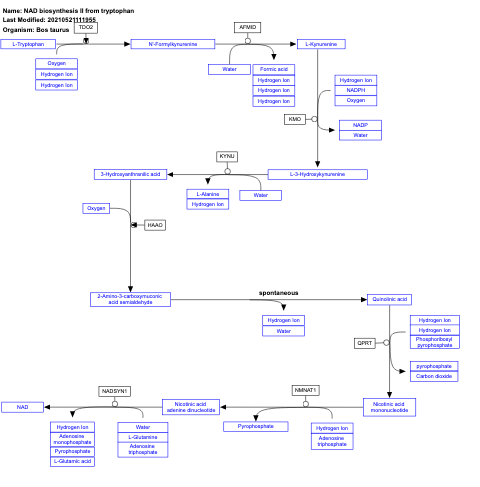 Name: NAD biosynthesis II from tryptophan
Last Modified: 20210521111955
Organism: Bos taurus
TDO2
AFMID
L-Tryptophan
N'-Formylkynurenine
L-Kynurenine
Oxygen
Hydrogen Ion
Hydrogen Ion
Water
Formic acid
Hydrogen Ion
Hydrogen Ion
Hydrogen Ion
Hydrogen Ion
NADPH
Oxygen
KMO
NADP
Water
KYNU
3-Hydroxyanthranilic acid
L-3-Hydroxykynurenine
L-Alanine
Hydrogen Ion
Water
Oxygen
HAAO
spontaneous
2-Amino-3-carboxymuconic
acid semialdehyde
Quinolinic acid
Hydrogen Ion
Water
Hydrogen Ion
Hydrogen Ion
Phosphoribosyl
pyrophosphate
QPRT
pyrophosphate
Carbon dioxide
NADSYN1
NMNAT1
NAD
Nicotinic acid
adenine dinucleotide
Nicotinic acid
mononucleotide
Hydrogen Ion
Adenosine
monophosphate
Pyrophosphate
L-Glutamic acid
Water
L-Glutamine
Adenosine
triphosphate
Pyrophosphate
Hydrogen Ion
Adenosine
triphosphate